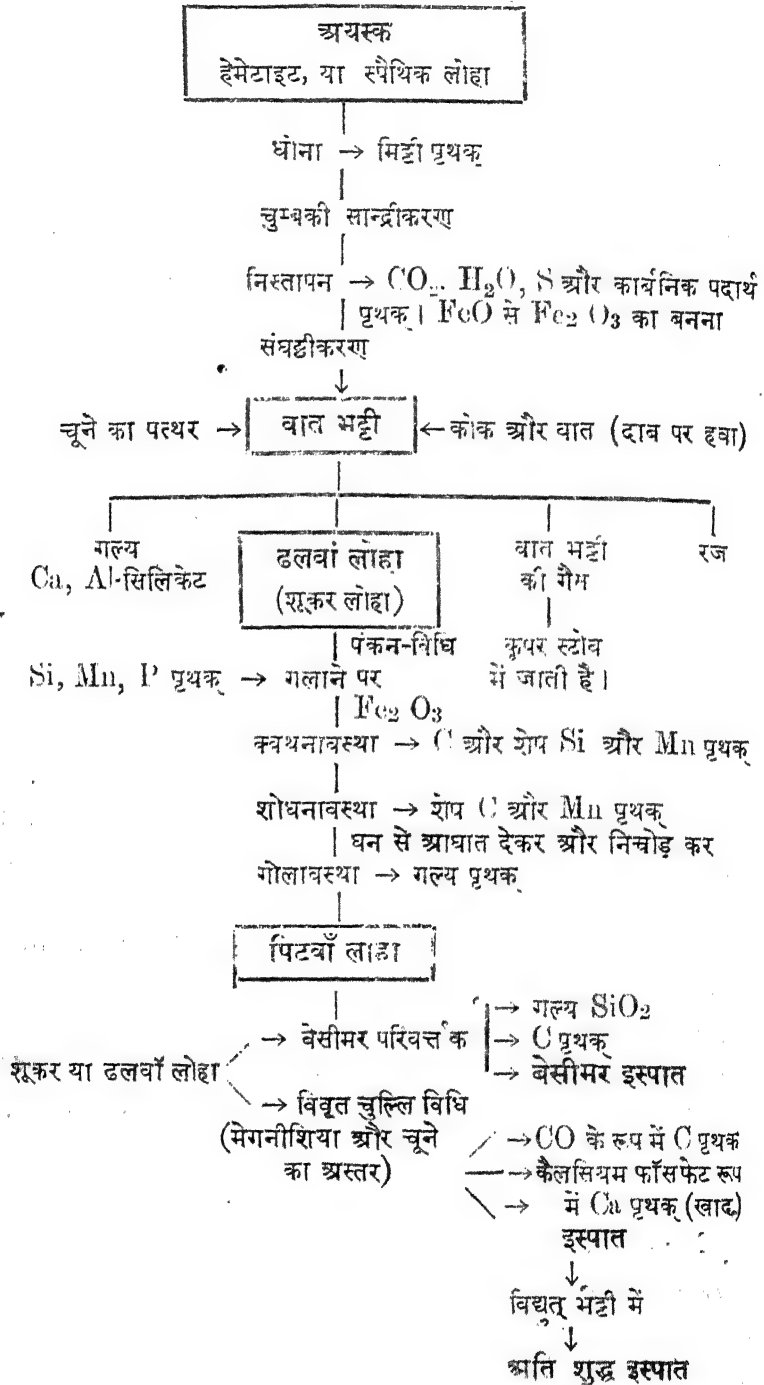 अयस्क
हेमेटाइट, या स्पैथिक लोहा
धोना → मिट्टी पृथक्
चुम्बकी सान्द्रीकरण
निस्तापन → CO₂, H₂O, S और कार्बनिक पदार्थ
पृथक्। FeO से Fe₂O₃ का बनना
संघट्टीकरण
चूने का पत्थर → वात भट्टी ← कोक और वात (दाब पर हवा)
गल्य ढलवां लोहा वात भट्टी रज
Ca, Al-सिलिकेट (शूकर लोहा) की गैस
पंकन-विधि कूपर स्टोव
Si, Mn, P पृथक् → गलाने पर में जाती है।
Fe₂O₃
क्वथनावस्था → C और शेष Si और Mn पृथक्
शोधनावस्था → शेष C और Mn पृथक्
घन से आघात देकर और निचोड़ कर
गोलावस्था → गल्य पृथक्
पिटवाँ लाहा
→ गल्य SiO₂
→ बेसीमर परिवर्त्तक → C पृथक्
शूकर या ढलवाँ लोहा → बेसीमर इस्पात
→ विवृत चुल्लि विधि
(मेगनीशिया और चूने → CO के रूप में C पृथक
का अस्तर) → कैलसियम फॉसफेट रूप
→ में Ca पृथक् (खाद)
इस्पात
↓
विद्युत् भट्टी में
↓
अति शुद्ध इस्पात